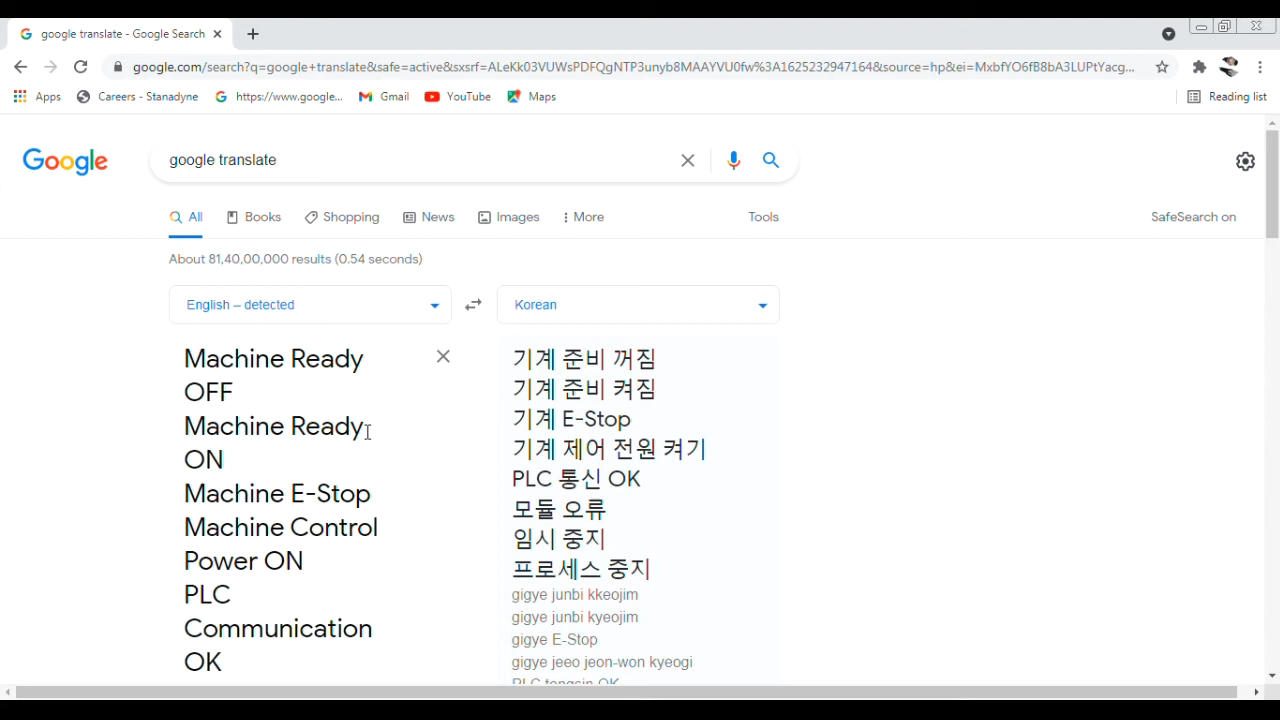 google translate - Google Search
google.com/search?q=google+translate&safe=active&sxsrf=ALeKk03VUWsPDFQgNTP3unyb8MAAYVU0fw%3A1625232947164&source=hp&ei=MxbfYO6fB8bA3LUPtYacg...
Apps
Careers - Stanadyne
https://www.google...
Gmail
YouTube
Maps
Reading list
Google
google translate
All
Books
Shopping
News
Images
More
Tools
SafeSearch on
About 81,40,00,000 results (0.54 seconds)
English – detected
Korean
Machine Ready
OFF
Machine Ready
ON
Machine E-Stop
Machine Control
Power ON
PLC
Communication
OK
기계 준비 꺼짐
기계 준비 켜짐
기계 E-Stop
기계 제어 전원 켜기
PLC 통신 OK
모듈 오류
임시 중지
프로세스 중지
gigye junbi kkeojim
gigye junbi kyeojim
gigye E-Stop
gigye jeeo jeon-won kyeogi
PLC tongsin OK